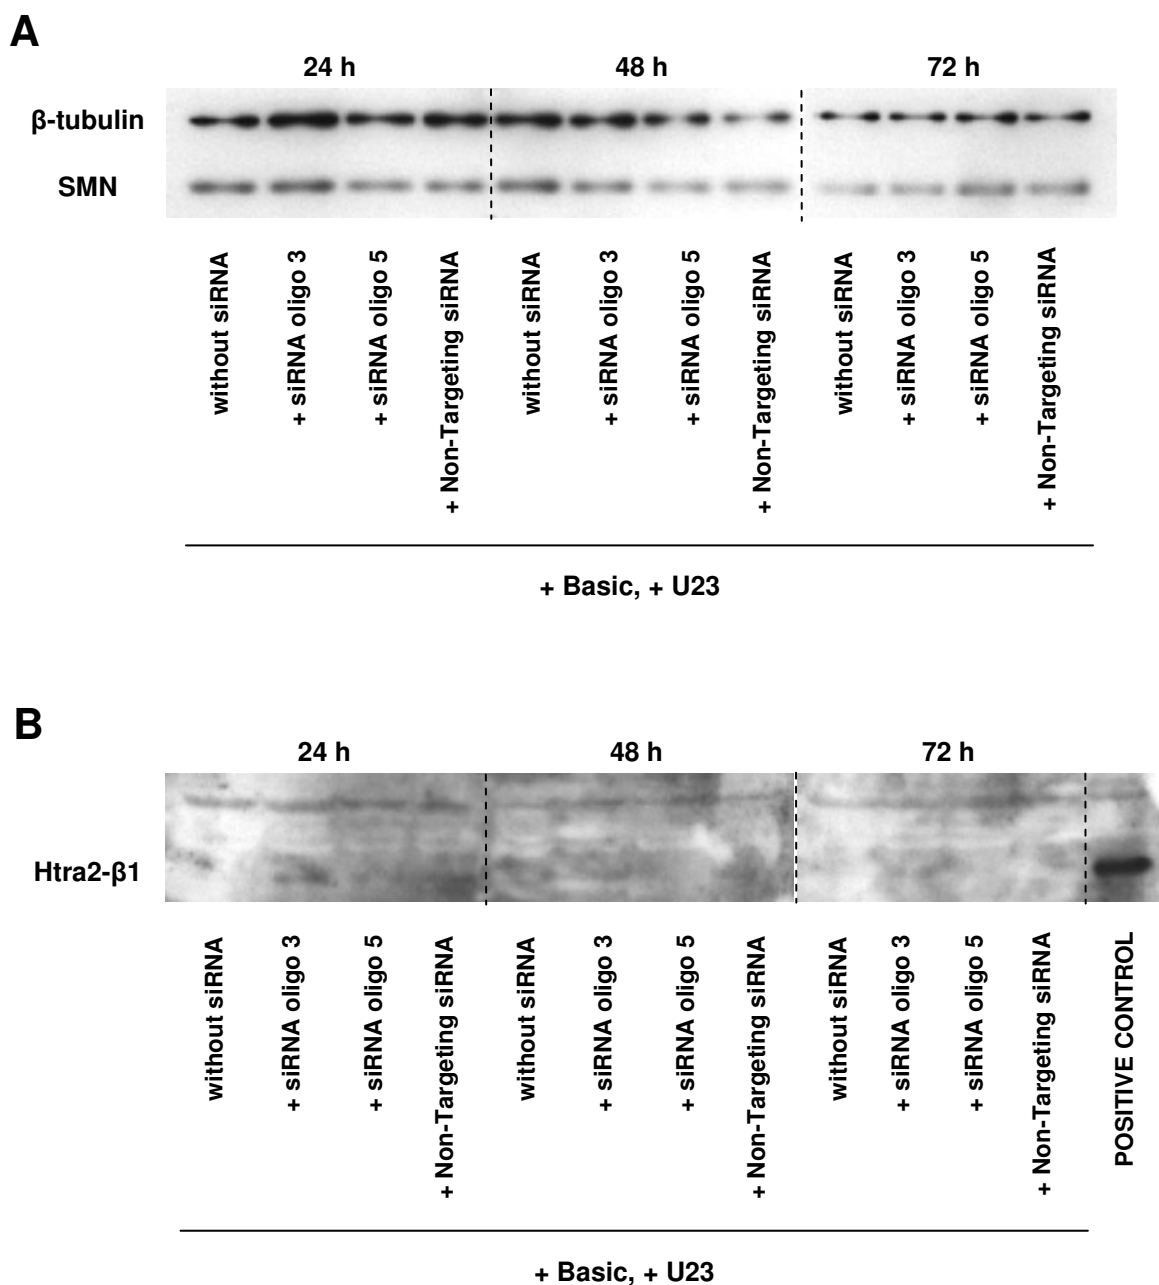 A
24 h 48 h 72 h
β-tubulin
SMN
without siRNA
+ siRNA oligo 3
+ siRNA oligo 5
+ Non-Targeting siRNA
without siRNA
+ siRNA oligo 3
+ siRNA oligo 5
+ Non-Targeting siRNA
without siRNA
+ siRNA oligo 3
+ siRNA oligo 5
+ Non-Targeting siRNA
+ Basic, + U23
B
24 h 48 h 72 h
Htra2-β1
without siRNA
+ siRNA oligo 3
+ siRNA oligo 5
+ Non-Targeting siRNA
without siRNA
+ siRNA oligo 3
+ siRNA oligo 5
+ Non-Targeting siRNA
without siRNA
+ siRNA oligo 3
+ siRNA oligo 5
+ Non-Targeting siRNA
POSITIVE CONTROL
+ Basic, + U23